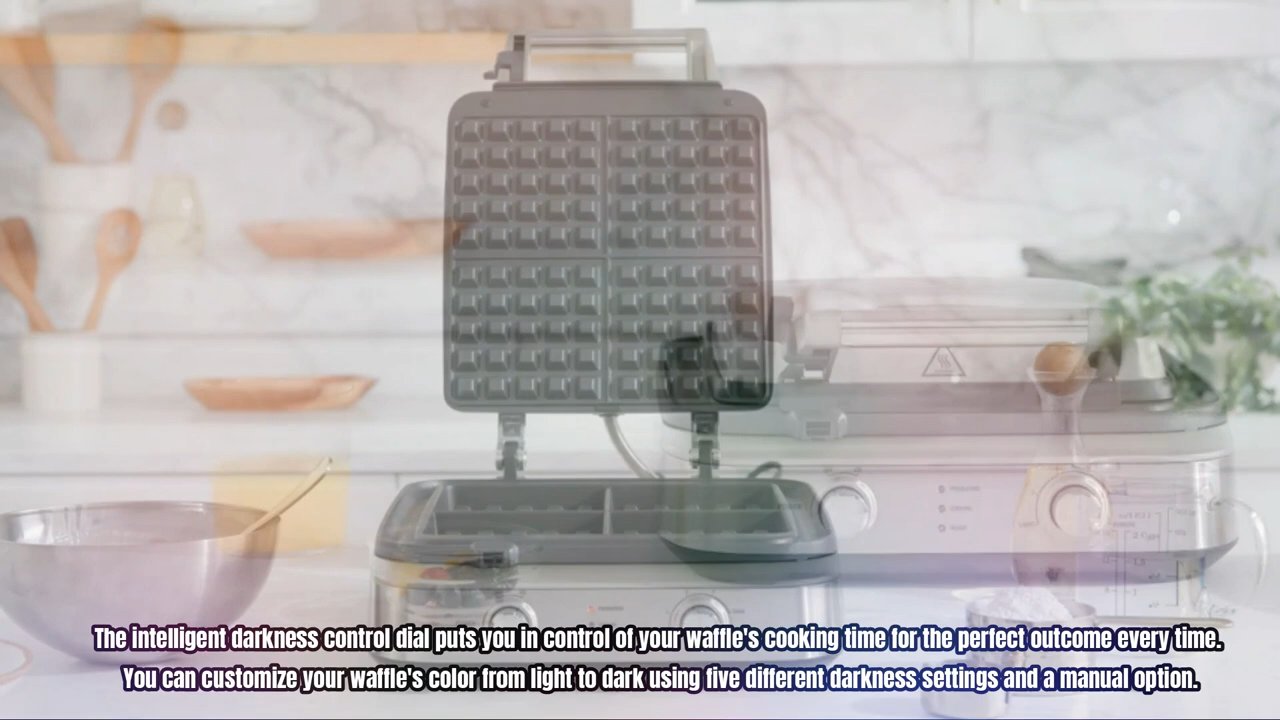 The intelligent darkness control dial puts you in control of your waffle's cooking time for the perfect outcome every time.
You can customize your waffle's color from light to dark using five different darkness settings and a manual option.